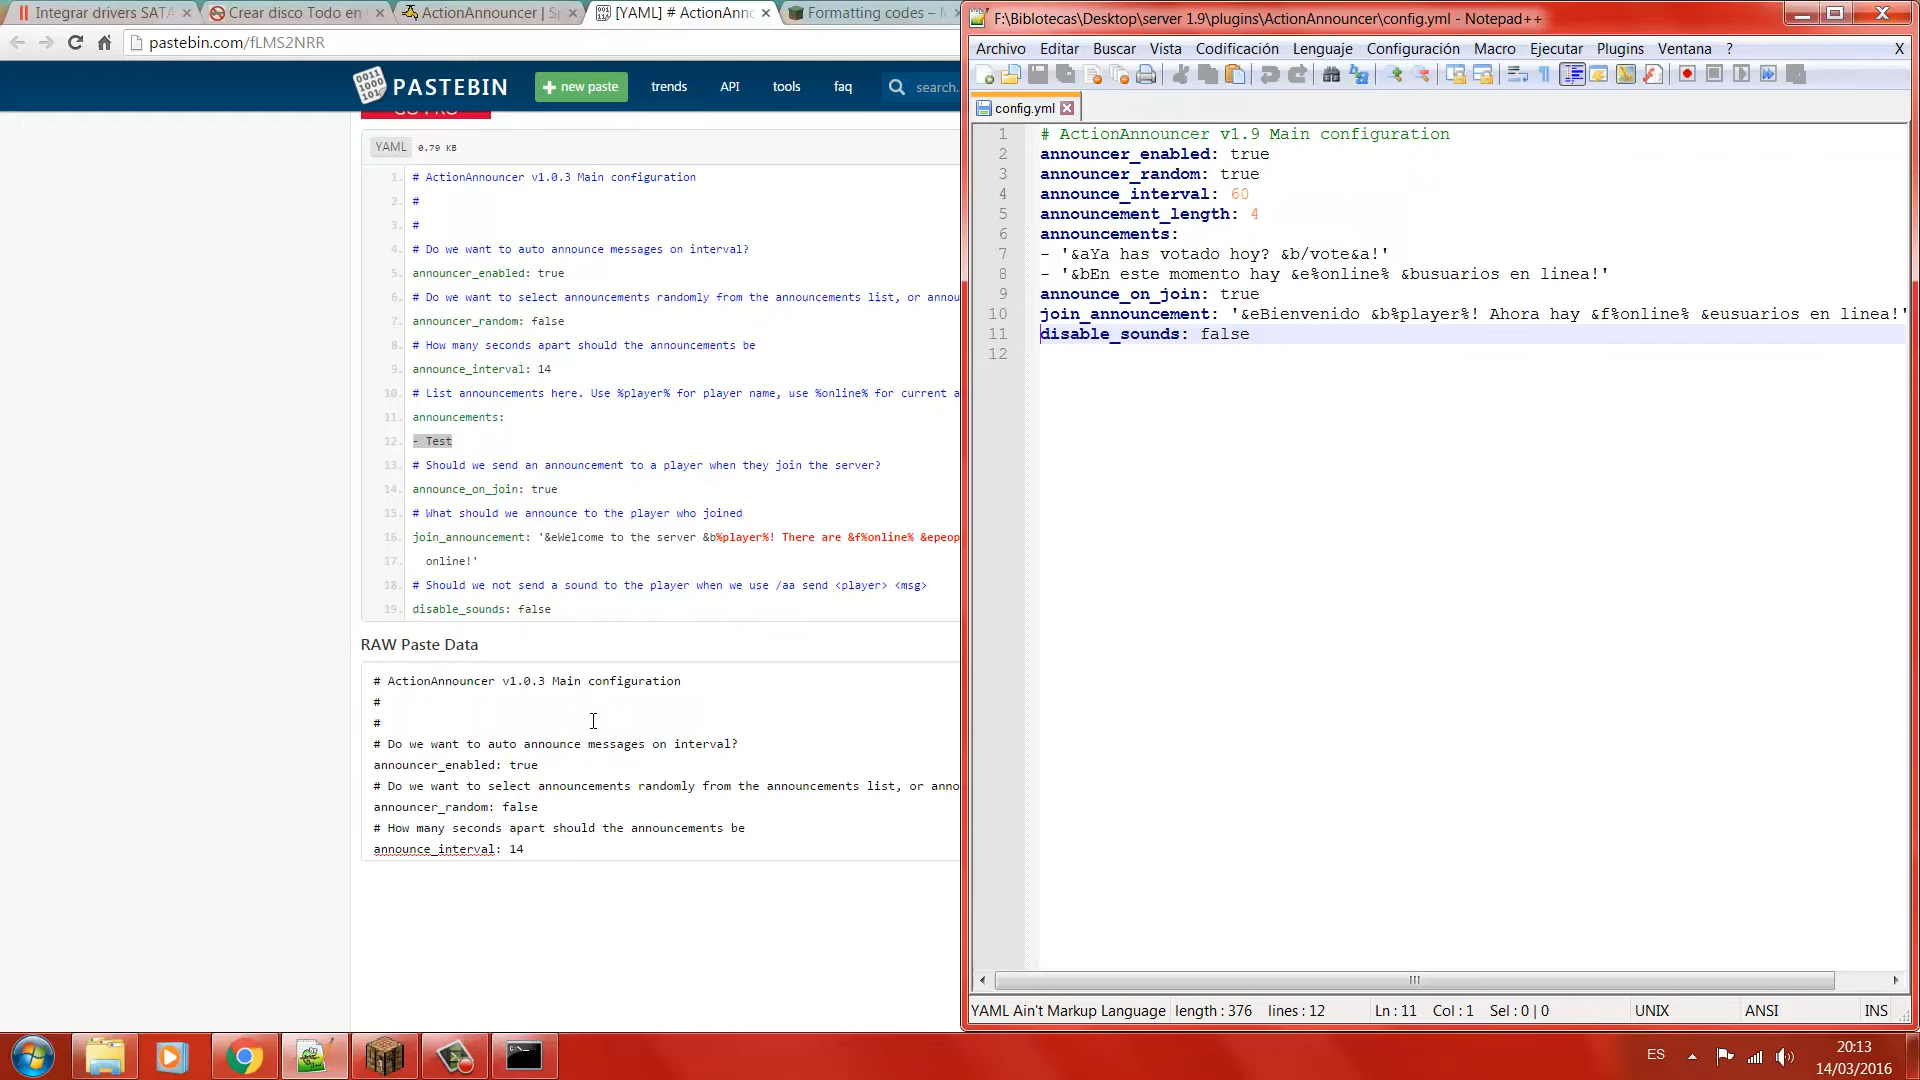 Integrar drivers SATA
Crear disco Todo en
ActionAnnouncer | Sp
[YAML] # ActionAnn
Formatting codes –
pastebin.com/fLMS2NRR
PASTEBIN
new paste
trends
API
tools
faq
search.
GO PRO
YAML 0.79 KB
1. # ActionAnnouncer v1.0.3 Main configuration
2. #
3. #
4. # Do we want to auto announce messages on interval?
5. announcer_enabled: true
6. # Do we want to select announcements randomly from the announcements list, or annou
7. announcer_random: false
8. # How many seconds apart should the announcements be
9. announce_interval: 14
10. # List announcements here. Use %player% for player name, use %online% for current a
11. announcements:
12. - Test
13. # Should we send an announcement to a player when they join the server?
14. announce_on_join: true
15. # What should we announce to the player who joined
16. join_announcement: '&eWelcome to the server &b%player%! There are &f%online% &epeop
17. online!'
18. # Should we not send a sound to the player when we use /aa send <player> <msg>
19. disable_sounds: false
RAW Paste Data
# ActionAnnouncer v1.0.3 Main configuration
#
#
# Do we want to auto announce messages on interval?
announcer_enabled: true
# Do we want to select announcements randomly from the announcements list, or anno
announcer_random: false
# How many seconds apart should the announcements be
announce_interval: 14
F:\Biblotecas\Desktop\server 1.9\plugins\ActionAnnouncer\config.yml - Notepad++
Archivo Editar Buscar Vista Codificación Lenguaje Configuración Macro Ejecutar Plugins Ventana ? X
config.yml
1 # ActionAnnouncer v1.9 Main configuration
2 announcer_enabled: true
3 announcer_random: true
4 announce_interval: 60
5 announcement_length: 4
6 announcements:
7 - '&aYa has votado hoy? &b/vote&a!'
8 - '&bEn este momento hay &e%online% &busuarios en linea!'
9 announce_on_join: true
10 join_announcement: '&eBienvenido &b%player%! Ahora hay &f%online% &eusuarios en linea!'
11 disable_sounds: false
12
YAML Ain't Markup Language length : 376 lines : 12 Ln : 11 Col : 1 Sel : 0 | 0 UNIX ANSI INS
ES
20:13
14/03/2016